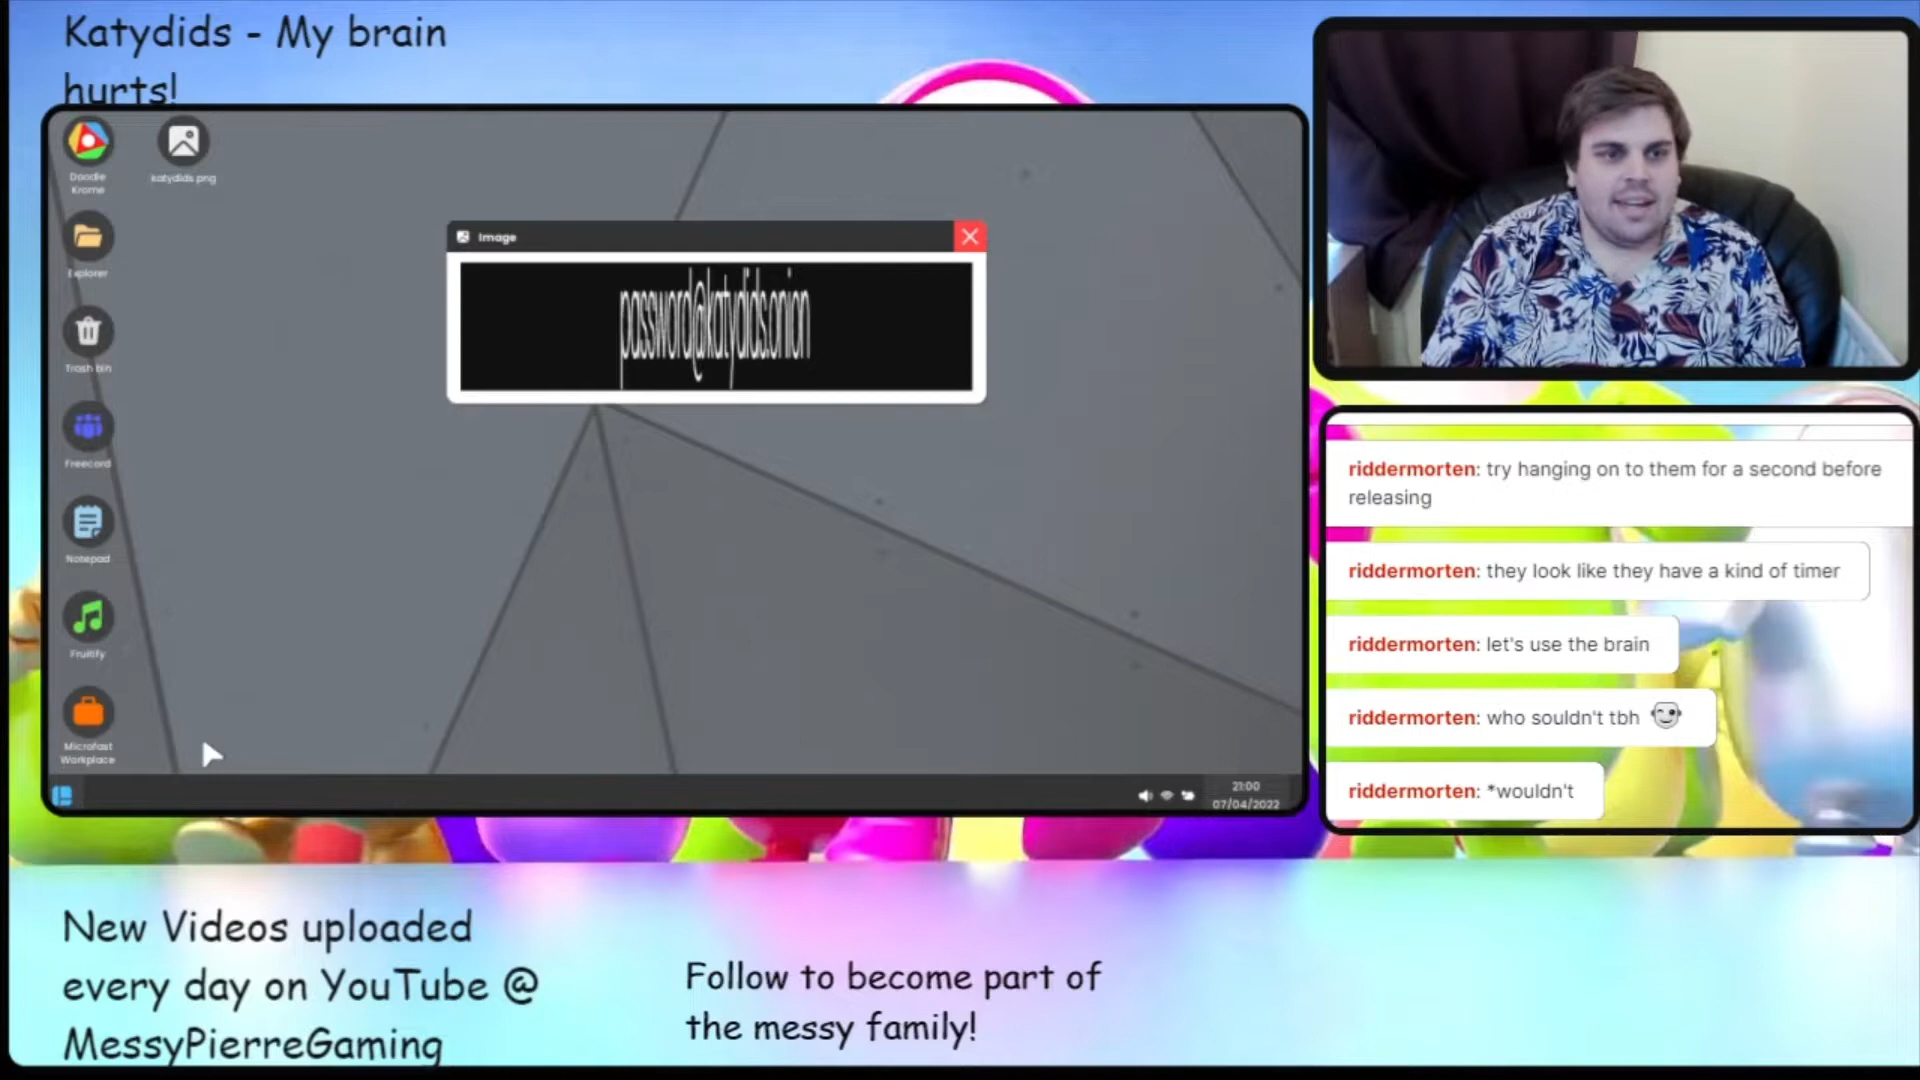 Katydids - My brain
hurts!
Doodle
Krome
katydids.png
Explorer
Trash bin
Freecord
Notepad
Fruitify
Microfast
Workplace
Image
password@katydids.onion
21:00
07/04/2022
riddermorten: try hanging on to them for a second before
releasing
riddermorten: they look like they have a kind of timer
riddermorten: let's use the brain
riddermorten: who souldn't tbh
riddermorten: *wouldn't
New Videos uploaded
every day on YouTube @
MessyPierreGaming
Follow to become part of
the messy family!